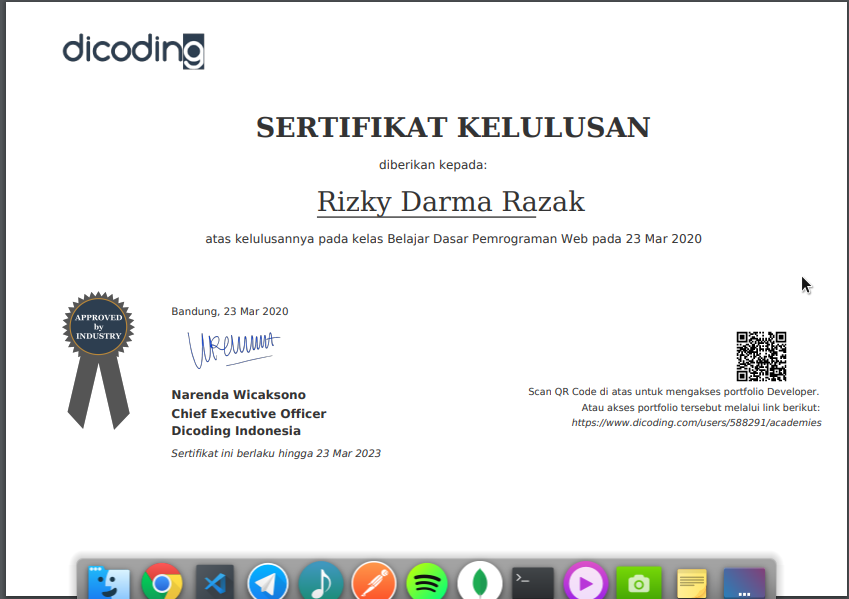 dicoding
SERTIFIKAT KELULUSAN
diberikan kepada:
Rizky Darma Razak
atas kelulusannya pada kelas Belajar Dasar Pemrograman Web pada 23 Mar 2020
APPROVED
by
INDUSTRY
Bandung, 23 Mar 2020
Narenda Wicaksono
Chief Executive Officer
Dicoding Indonesia
Sertifikat ini berlaku hingga 23 Mar 2023
Scan QR Code di atas untuk mengakses portfolio Developer.
Atau akses portfolio tersebut melalui link berikut:
https://www.dicoding.com/users/588291/academies